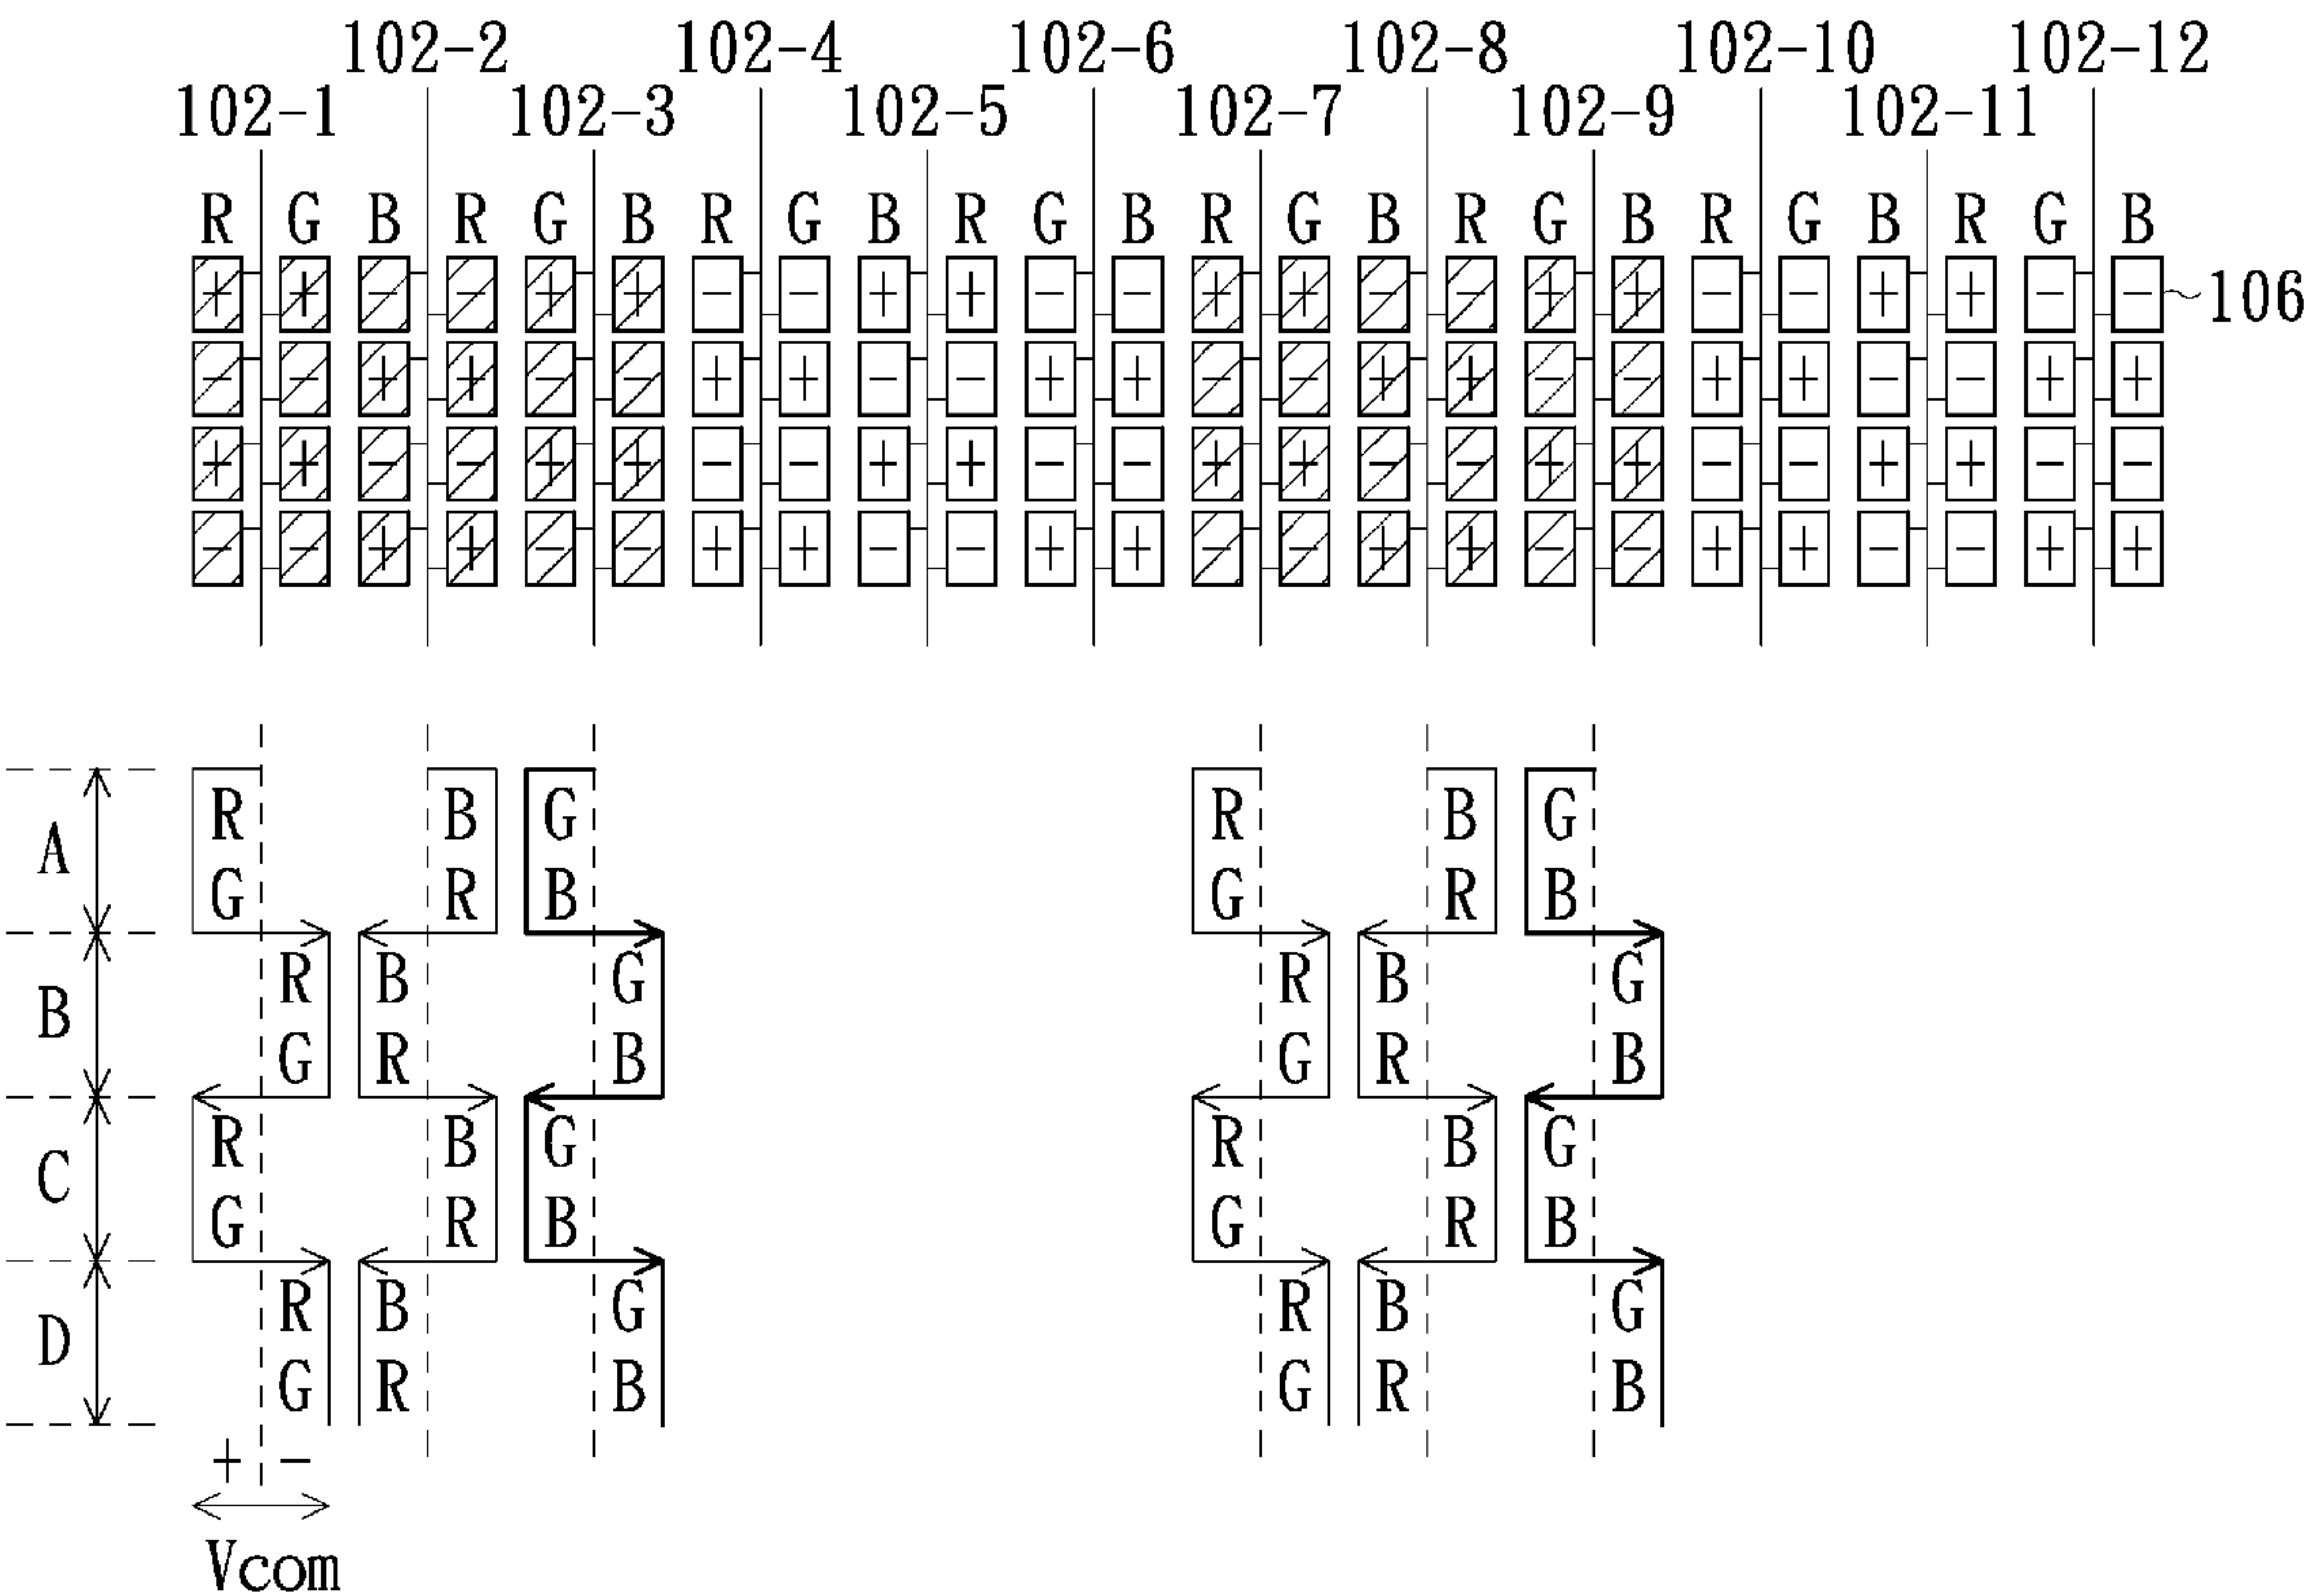 102-2 102-4 102-6 102-8 102-10 102-12
102-1 102-3 102-5 102-7 102-9 102-11
R G B R G B R G B R G B R G B R G B R G B R G B
+ + − − + + − − + + − − + + − − + + − − + + − − 106
− − + + − − + + − − + + − − + + − − + + − − + +
+ + − − + + − − + + − − + + − − + + − − + + − −
− − + + − − + + − − + + − − + + − − + + − − + +
R B G R B G
A
G R B G R B
R B G R B G
B
G R B G R B
R B G R B G
C
G R B G R B
R B G R B G
D
G R B G R B
+ −
Vcom